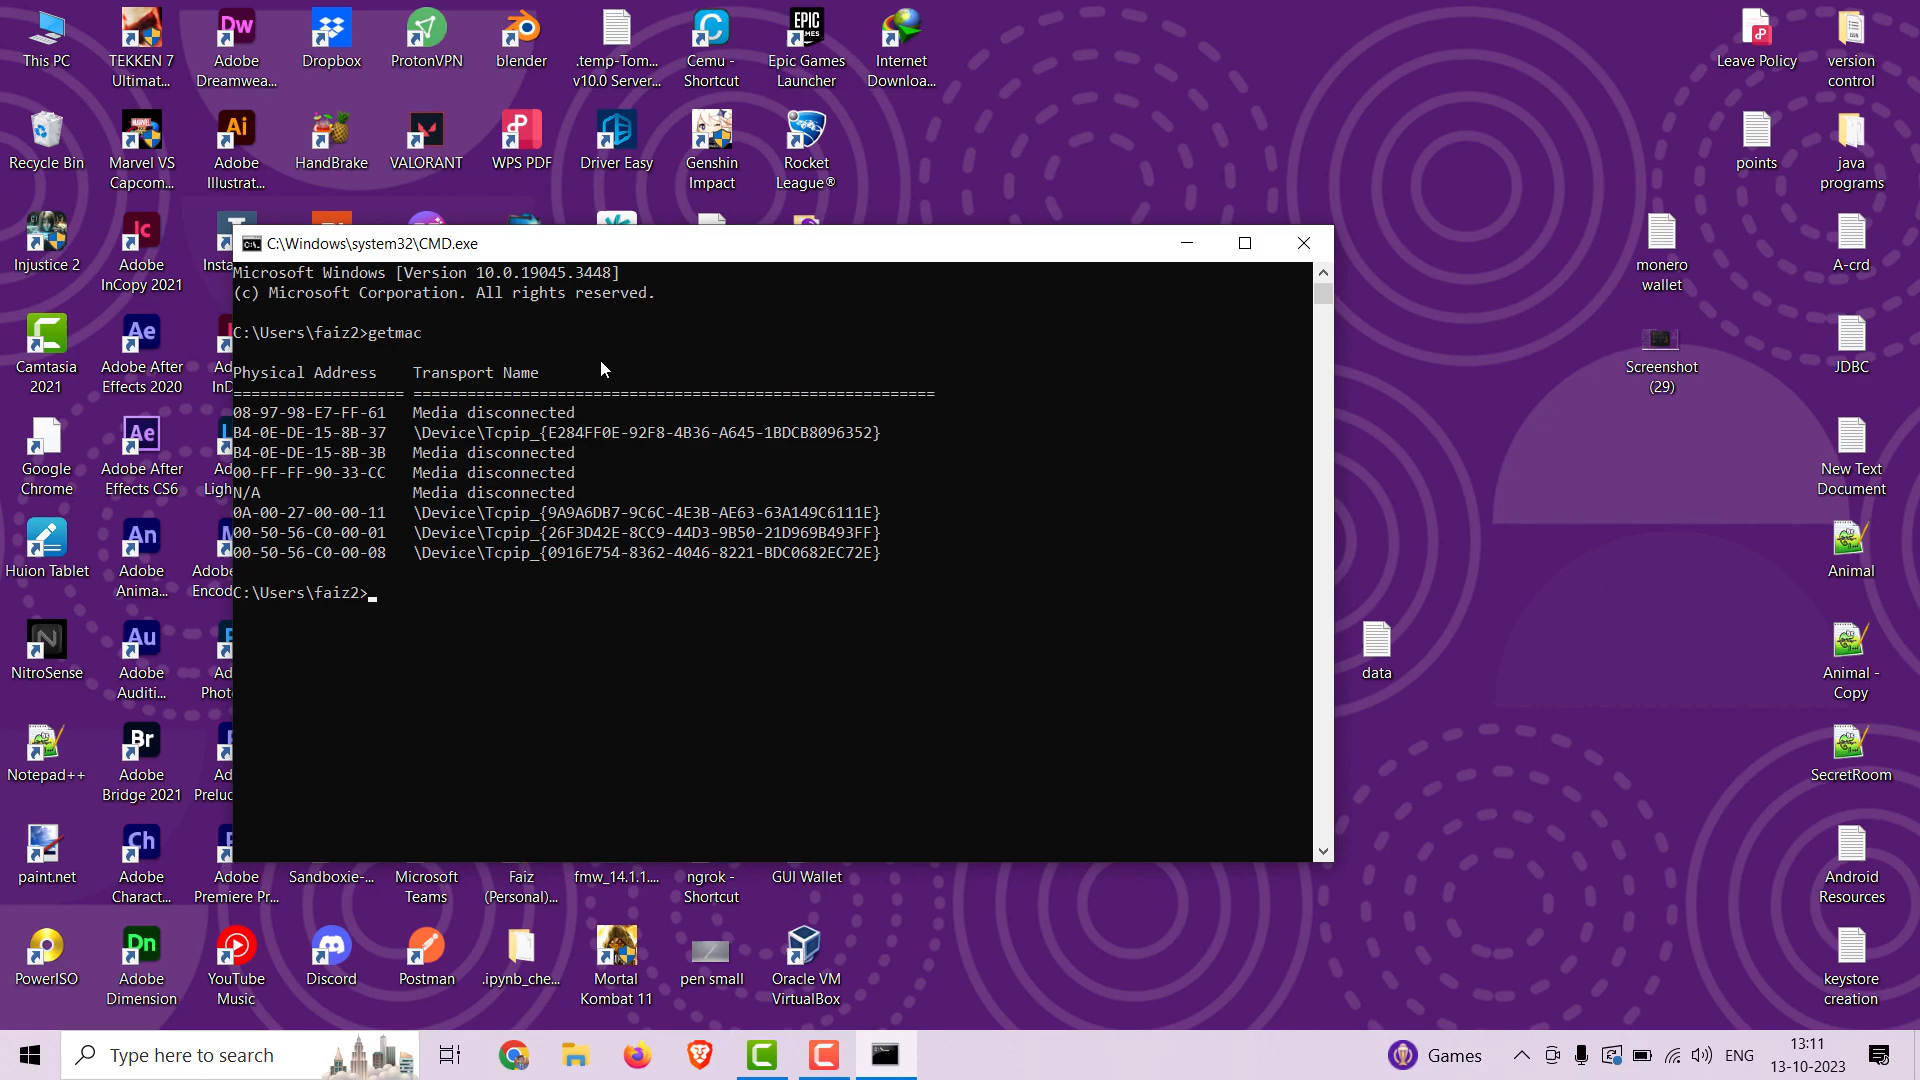 This PC
TEKKEN 7
Ultimat...
Adobe
Dreamwea...
Dropbox
ProtonVPN
blender
.temp-Tom...
v10.0 Server...
Cemu -
Shortcut
Epic Games
Launcher
Internet
Downloa...
Leave Policy
version
control
Recycle Bin
Marvel VS
Capcom...
Adobe
Illustrat...
HandBrake
VALORANT
WPS PDF
Driver Easy
Genshin
Impact
Rocket
League®
points
java
programs
Injustice 2
Adobe
InCopy 2021
Insta
monero
wallet
A-crd
C:\Windows\system32\CMD.exe
Microsoft Windows [Version 10.0.19045.3448]
(c) Microsoft Corporation. All rights reserved.
C:\Users\faiz2>getmac
Physical Address    Transport Name
=================== ==========================================================
08-97-98-E7-FF-61   Media disconnected
B4-0E-DE-15-8B-37   \Device\Tcpip_{E284FF0E-92F8-4B36-A645-1BDCB8096352}
B4-0E-DE-15-8B-3B   Media disconnected
00-FF-FF-90-33-CC   Media disconnected
N/A                 Media disconnected
0A-00-27-00-00-11   \Device\Tcpip_{9A9A6DB7-9C6C-4E3B-AE63-63A149C6111E}
00-50-56-C0-00-01   \Device\Tcpip_{26F3D42E-8CC9-44D3-9B50-21D969B493FF}
00-50-56-C0-00-08   \Device\Tcpip_{0916E754-8362-4046-8221-BDC0682EC72E}
C:\Users\faiz2>
Camtasia
2021
Adobe After
Effects 2020
Ad
InD
Screenshot
(29)
JDBC
Google
Chrome
Adobe After
Effects CS6
Ad
Ligh
New Text
Document
Huion Tablet
Adobe
Anima...
Adobe
Encod
Animal
NitroSense
Adobe
Auditi...
Ad
Phot
data
Animal -
Copy
Notepad++
Adobe
Bridge 2021
Ad
Preluc
SecretRoom
paint.net
Adobe
Charact...
Adobe
Premiere Pr...
Sandboxie-...
Microsoft
Teams
Faiz
(Personal)...
fmw_14.1.1....
ngrok -
Shortcut
GUI Wallet
Android
Resources
PowerISO
Adobe
Dimension
YouTube
Music
Discord
Postman
.ipynb_che...
Mortal
Kombat 11
pen small
Oracle VM
VirtualBox
keystore
creation
Type here to search
Games
ENG
13:11
13-10-2023